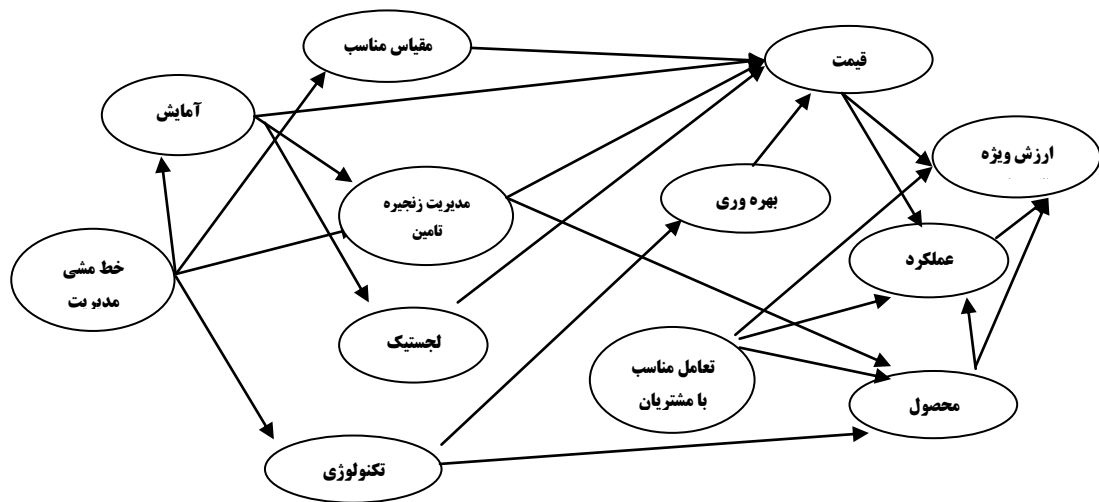 مقیاس مناسب
قیمت
آمایش
ارزش ویژه
مدیریت زنجیره
تامین
بهره وری
خط مشی
مدیریت
عملکرد
لجستیک
تعامل مناسب
با مشتریان
محصول
تکنولوژی